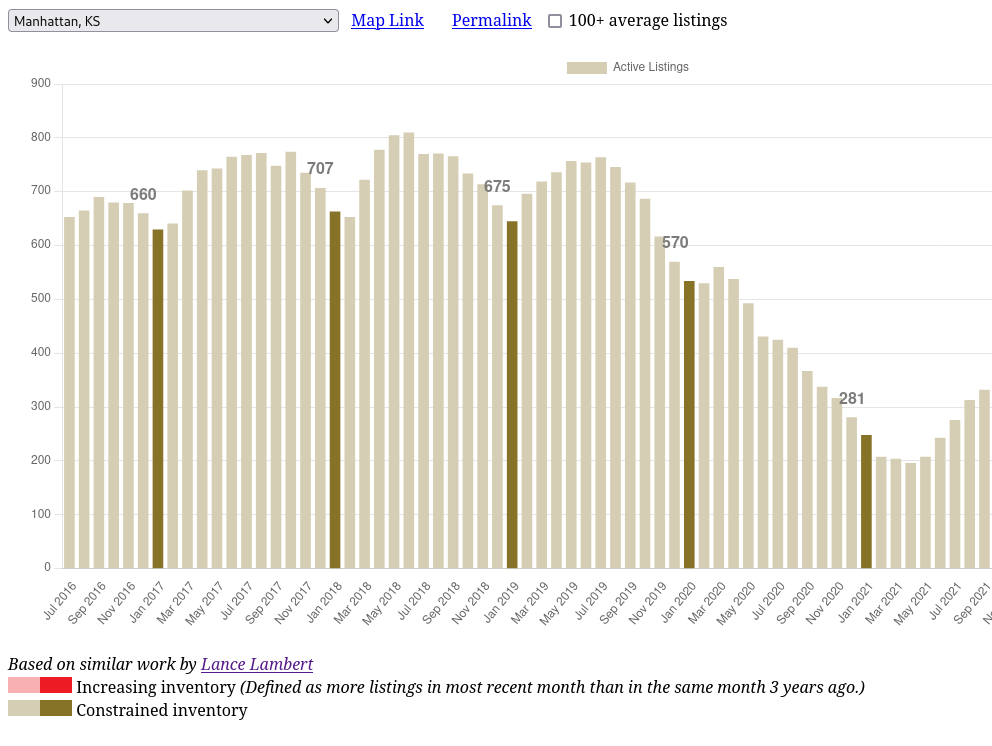 Manhattan, KS Map Link Permalink 100+ average listings
Active Listings
900
800
700
600
500
400
300
200
100
0
660
707
675
570
281
Jul 2016
Sep 2016
Nov 2016
Jan 2017
Mar 2017
May 2017
Jul 2017
Sep 2017
Nov 2017
Jan 2018
Mar 2018
May 2018
Jul 2018
Sep 2018
Nov 2018
Jan 2019
Mar 2019
May 2019
Jul 2019
Sep 2019
Nov 2019
Jan 2020
Mar 2020
May 2020
Jul 2020
Sep 2020
Nov 2020
Jan 2021
Mar 2021
May 2021
Jul 2021
Sep 2021
Based on similar work by Lance Lambert
Increasing inventory (Defined as more listings in most recent month than in the same month 3 years ago.)
Constrained inventory